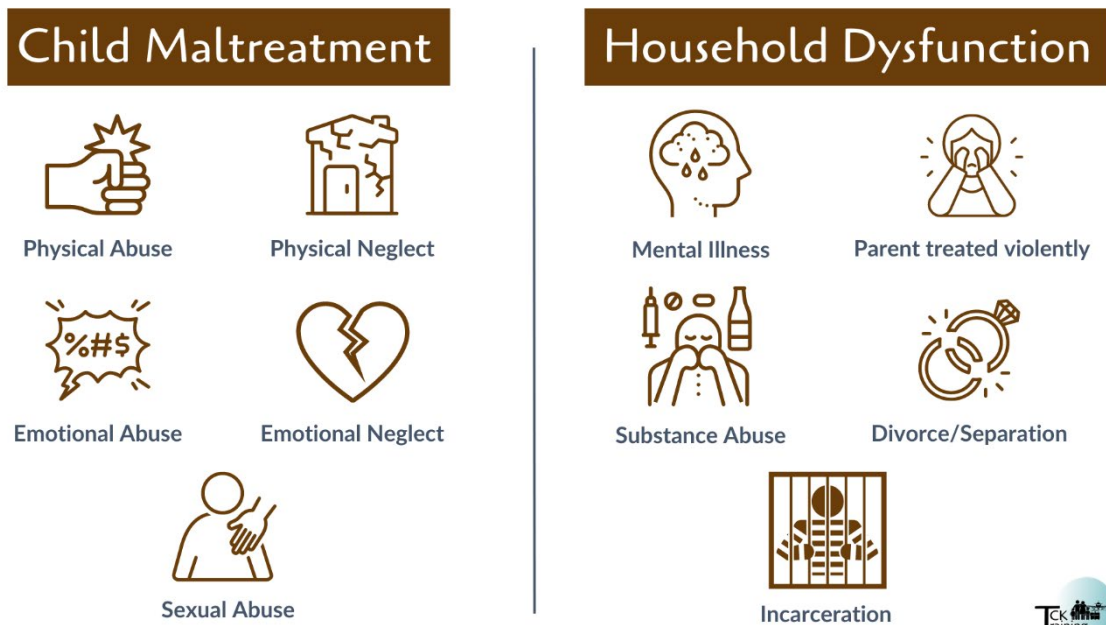 Child Maltreatment
Household Dysfunction
Physical Abuse
Physical Neglect
%#$
Emotional Abuse
Emotional Neglect
Sexual Abuse
Mental Illness
Parent treated violently
Substance Abuse
Divorce/Separation
Incarceration
TCK
Training